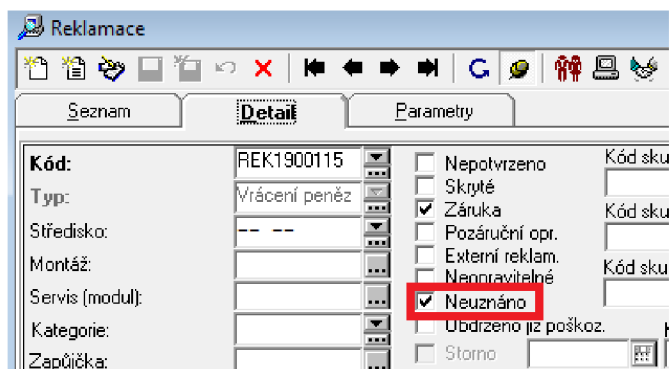 Reklamace
Seznam
Detail
Parametry
Kód: REK1900115
Nepotvrzeno
Kód sku
Typ: Vrácení peněz
Skryté
Záruka
Kód sku
Středisko: -- --
Pozáruční opr.
Externí reklam.
Kód sku
Montáž:
Neopravitelné
Servis (modul):
Neuznáno
Kategorie:
Obdrženo již poškoz.
Storno
Zapůjčka: